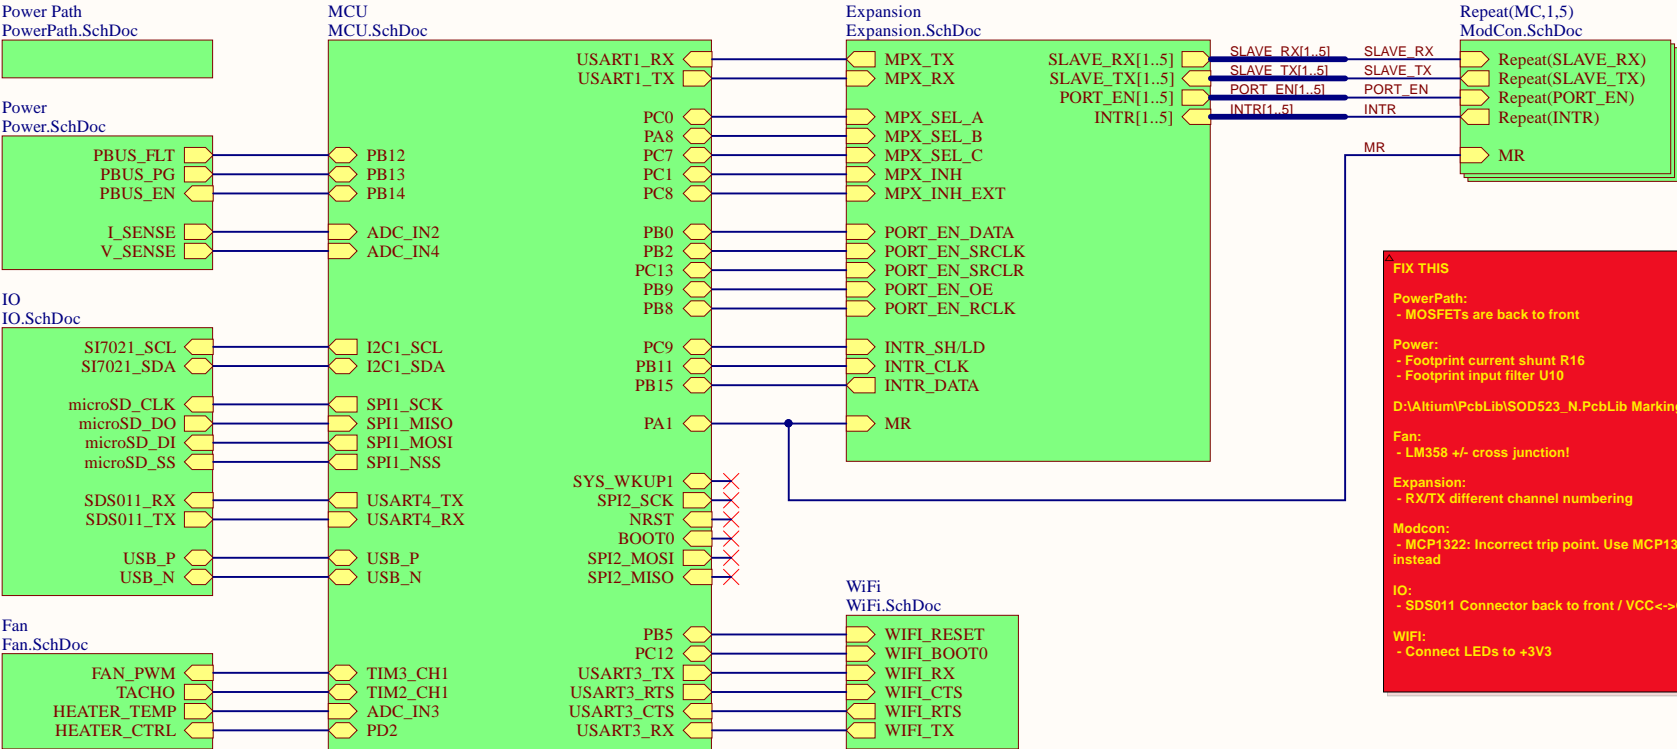 Power Path
PowerPath.SchDoc
Power
Power.SchDoc
PBUS_FLT
PBUS_PG
PBUS_EN
I_SENSE
V_SENSE
IO
IO.SchDoc
SI7021_SCL
SI7021_SDA
microSD_CLK
microSD_DO
microSD_DI
microSD_SS
SDS011_RX
SDS011_TX
USB_P
USB_N
Fan
Fan.SchDoc
FAN_PWM
TACHO
HEATER_TEMP
HEATER_CTRL
MCU
MCU.SchDoc
PB12
PB13
PB14
ADC_IN2
ADC_IN4
I2C1_SCL
I2C1_SDA
SPI1_SCK
SPI1_MISO
SPI1_MOSI
SPI1_NSS
USART4_TX
USART4_RX
USB_P
USB_N
TIM3_CH1
TIM2_CH1
ADC_IN3
PD2
USART1_RX
USART1_TX
PC0
PA8
PC7
PC1
PC8
PB0
PB2
PC13
PB9
PB8
PC9
PB11
PB15
PA1
SYS_WKUP1
SPI2_SCK
NRST
BOOT0
SPI2_MOSI
SPI2_MISO
PB5
PC12
USART3_TX
USART3_RTS
USART3_CTS
USART3_RX
Expansion
Expansion.SchDoc
MPX_TX
MPX_RX
MPX_SEL_A
MPX_SEL_B
MPX_SEL_C
MPX_INH
MPX_INH_EXT
PORT_EN_DATA
PORT_EN_SRCLK
PORT_EN_SRCLR
PORT_EN_OE
PORT_EN_RCLK
INTR_SH/LD
INTR_CLK
INTR_DATA
MR
SLAVE_RX[1..5]
SLAVE_TX[1..5]
PORT_EN[1..5]
INTR[1..5]
WiFi
WiFi.SchDoc
WIFI_RESET
WIFI_BOOT0
WIFI_RX
WIFI_CTS
WIFI_RTS
WIFI_TX
SLAVE_RX[1..5]
SLAVE_TX[1..5]
PORT_EN[1..5]
INTR[1..5]
SLAVE_RX
SLAVE_TX
PORT_EN
INTR
MR
Repeat(MC,1,5)
ModCon.SchDoc
Repeat(SLAVE_RX)
Repeat(SLAVE_TX)
Repeat(PORT_EN)
Repeat(INTR)
MR
FIX THIS
PowerPath:
- MOSFETs are back to front
Power:
- Footprint current shunt R16
- Footprint input filter U10
D:\Altium\PcbLib\SOD523_N.PcbLib Marking
Fan:
- LM358 +/- cross junction!
Expansion:
- RX/TX different channel numbering
Modcon:
- MCP1322: Incorrect trip point. Use MCP13
instead
IO:
- SDS011 Connector back to front / VCC<->
WIFI:
- Connect LEDs to +3V3